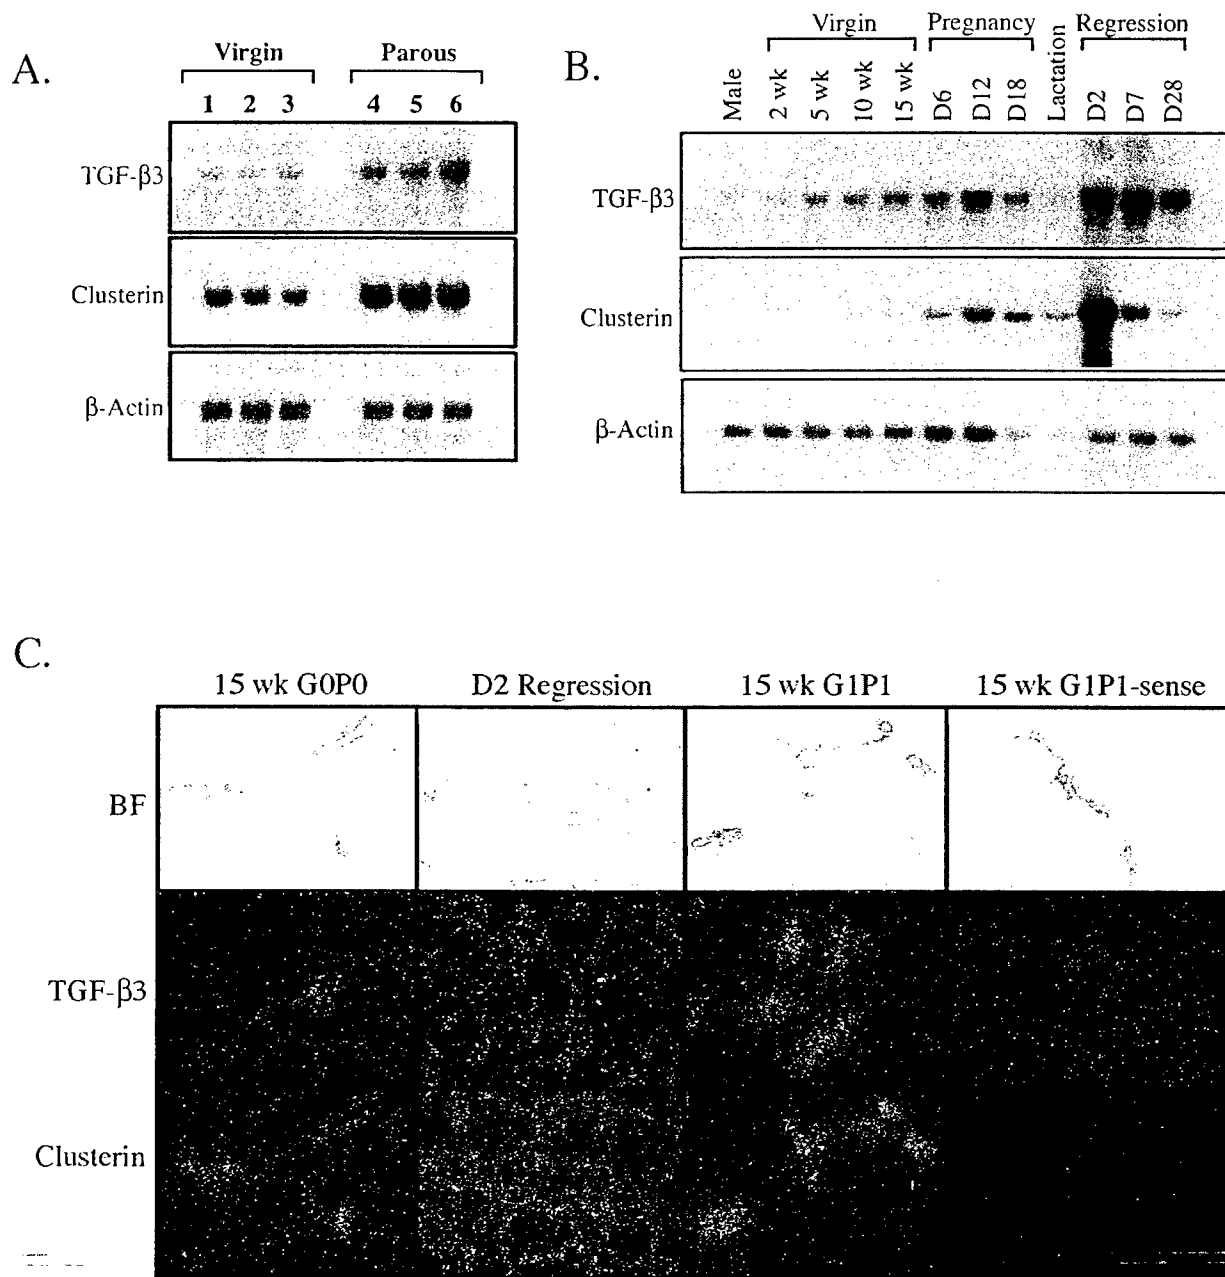 A.
Virgin Parous
1 2 3 4 5 6
TGF-β3
Clusterin
β-Actin
B.
Virgin Pregnancy Regression
Male 2 wk 5 wk 10 wk 15 wk D6 D12 D18 Lactation D2 D7 D28
TGF-β3
Clusterin
β-Actin
C.
15 wk G0P0 D2 Regression 15 wk G1P1 15 wk G1P1-sense
BF
TGF-β3
Clusterin